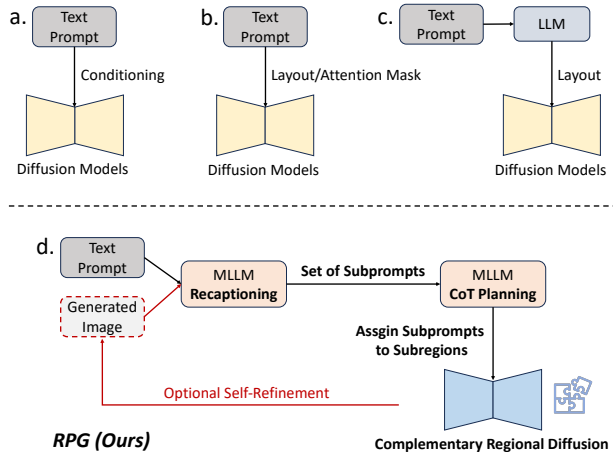 a.
Text
Prompt
Conditioning
Diffusion Models
b.
Text
Prompt
Layout/Attention Mask
Diffusion Models
c.
Text
Prompt
LLM
Layout
Diffusion Models
d.
Text
Prompt
Generated
Image
MLLM
Recaptioning
Set of Subprompts
MLLM
CoT Planning
Assgin Subprompts
to Subregions
Optional Self-Refinement
RPG (Ours)
Complementary Regional Diffusion